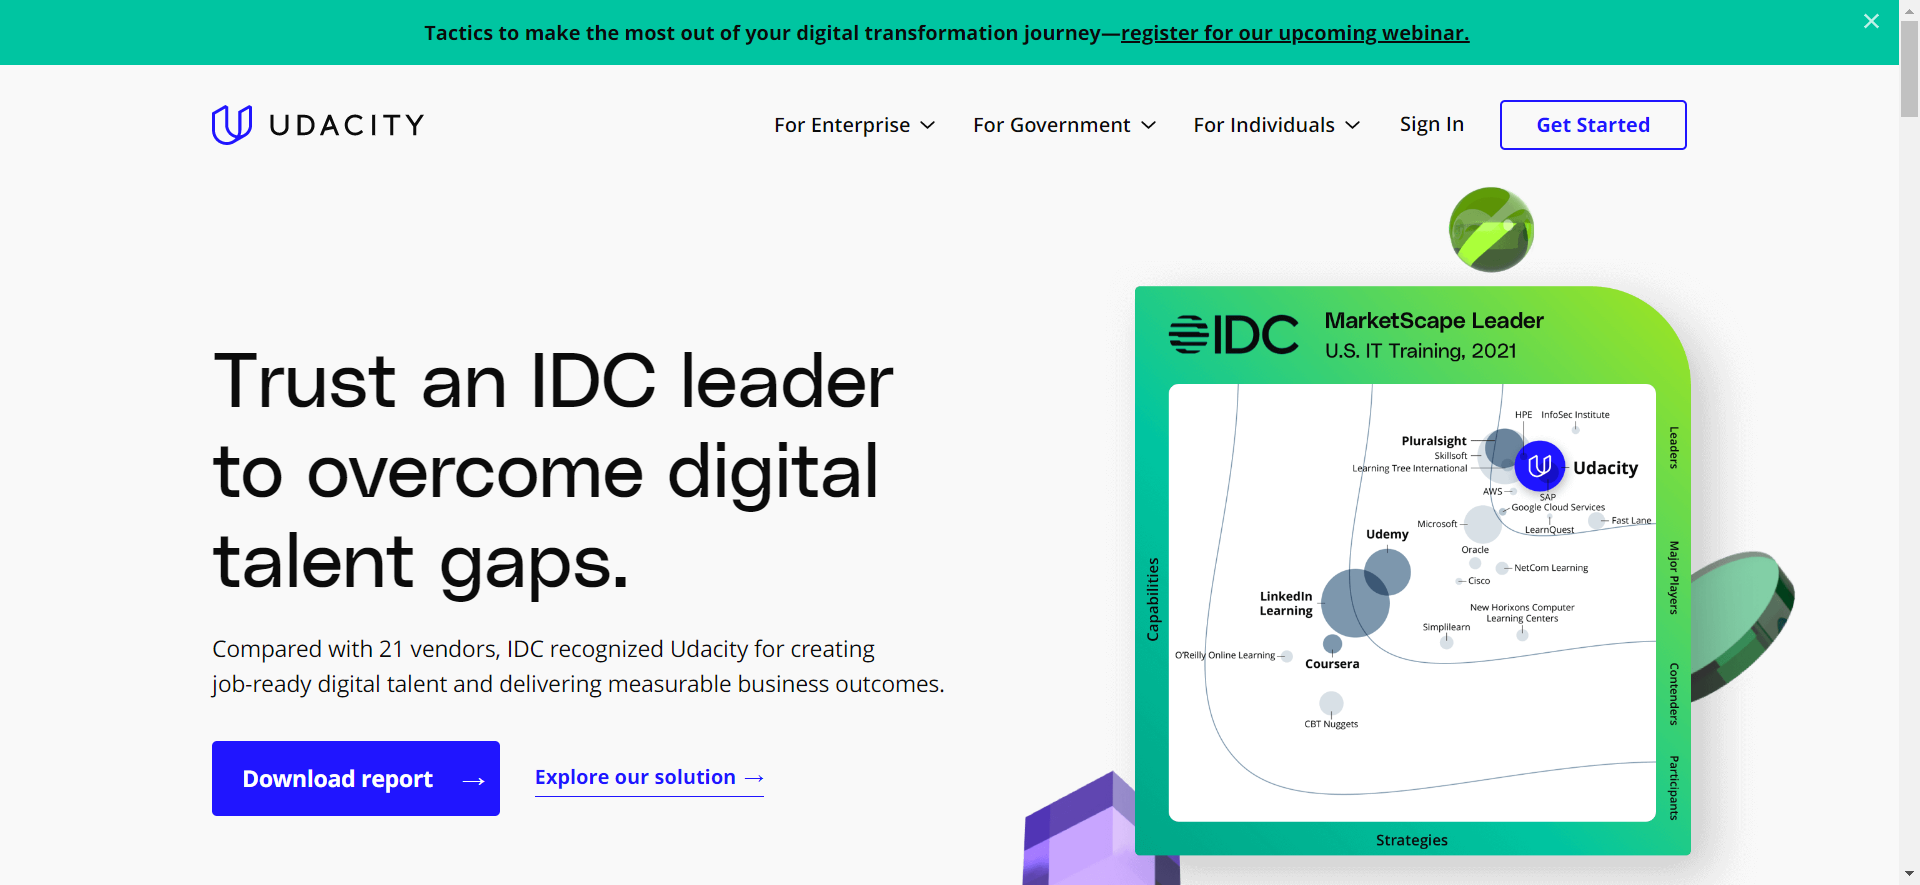 Tactics to make the most out of your digital transformation journey—register for our upcoming webinar.
UDACITY
For Enterprise
For Government
For Individuals
Sign In
Get Started
Trust an IDC leader
to overcome digital
talent gaps.
Compared with 21 vendors, IDC recognized Udacity for creating
job-ready digital talent and delivering measurable business outcomes.
Download report →
Explore our solution →
IDC
MarketScape Leader
U.S. IT Training, 2021
HPE
InfoSec Institute
Pluralsight
Skillsoft
Learning Tree International
Udacity
AWS
SAP
Google Cloud Services
Microsoft
LearnQuest
Fast Lane
Udemy
Oracle
NetCom Learning
Cisco
LinkedIn
Learning
New Horixons Computer
Learning Centers
Simplilearn
O'Reilly Online Learning
Coursera
CBT Nuggets
Capabilities
Leaders
Major Players
Contenders
Participants
Strategies